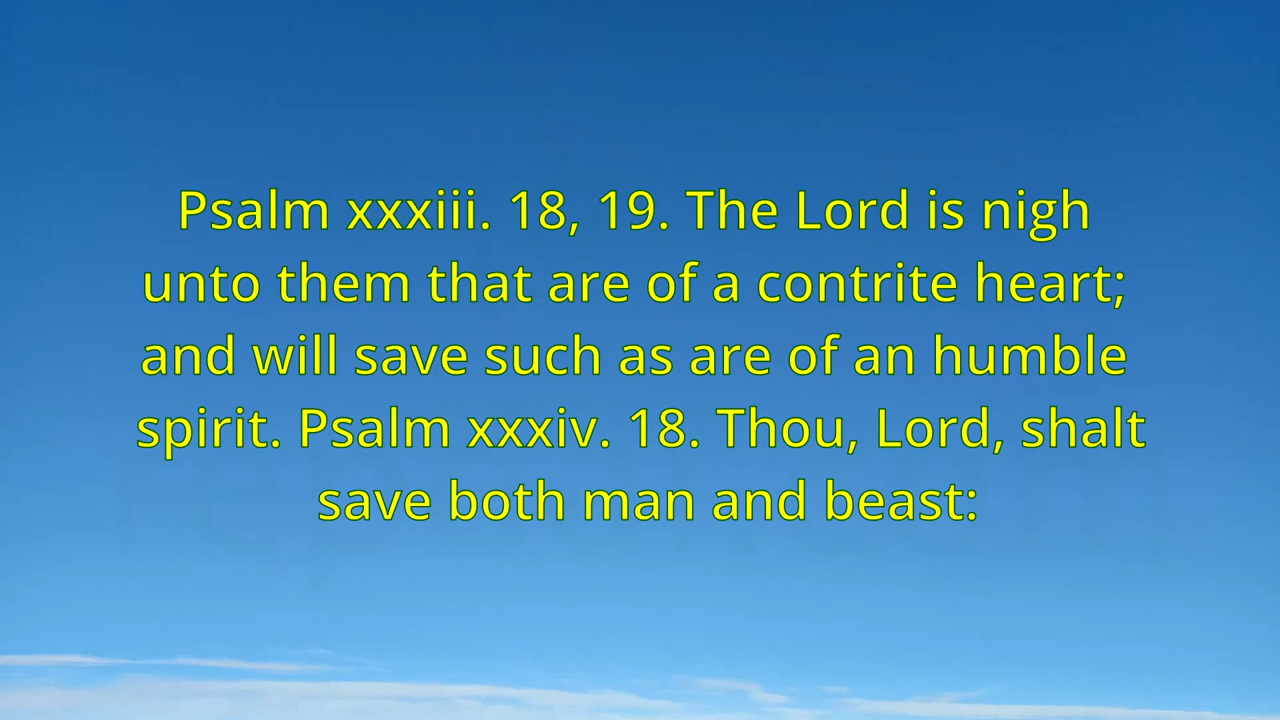 Psalm xxxiii. 18, 19. The Lord is nigh
unto them that are of a contrite heart;
and will save such as are of an humble
spirit. Psalm xxxiv. 18. Thou, Lord, shalt
save both man and beast: